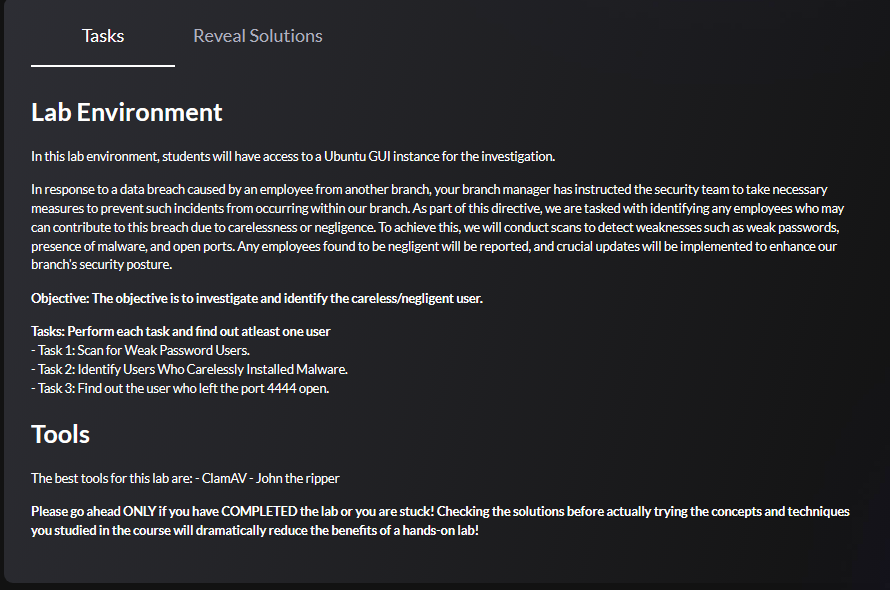 Tasks
Reveal Solutions
Lab Environment
In this lab environment, students will have access to a Ubuntu GUI instance for the investigation.
In response to a data breach caused by an employee from another branch, your branch manager has instructed the security team to take necessary
measures to prevent such incidents from occurring within our branch. As part of this directive, we are tasked with identifying any employees who may
can contribute to this breach due to carelessness or negligence. To achieve this, we will conduct scans to detect weaknesses such as weak passwords,
presence of malware, and open ports. Any employees found to be negligent will be reported, and crucial updates will be implemented to enhance our
branch's security posture.
Objective: The objective is to investigate and identify the careless/negligent user.
Tasks: Perform each task and find out atleast one user
- Task 1: Scan for Weak Password Users.
- Task 2: Identify Users Who Carelessly Installed Malware.
- Task 3: Find out the user who left the port 4444 open.
Tools
The best tools for this lab are: - ClamAV - John the ripper
Please go ahead ONLY if you have COMPLETED the lab or you are stuck! Checking the solutions before actually trying the concepts and techniques
you studied in the course will dramatically reduce the benefits of a hands-on lab!